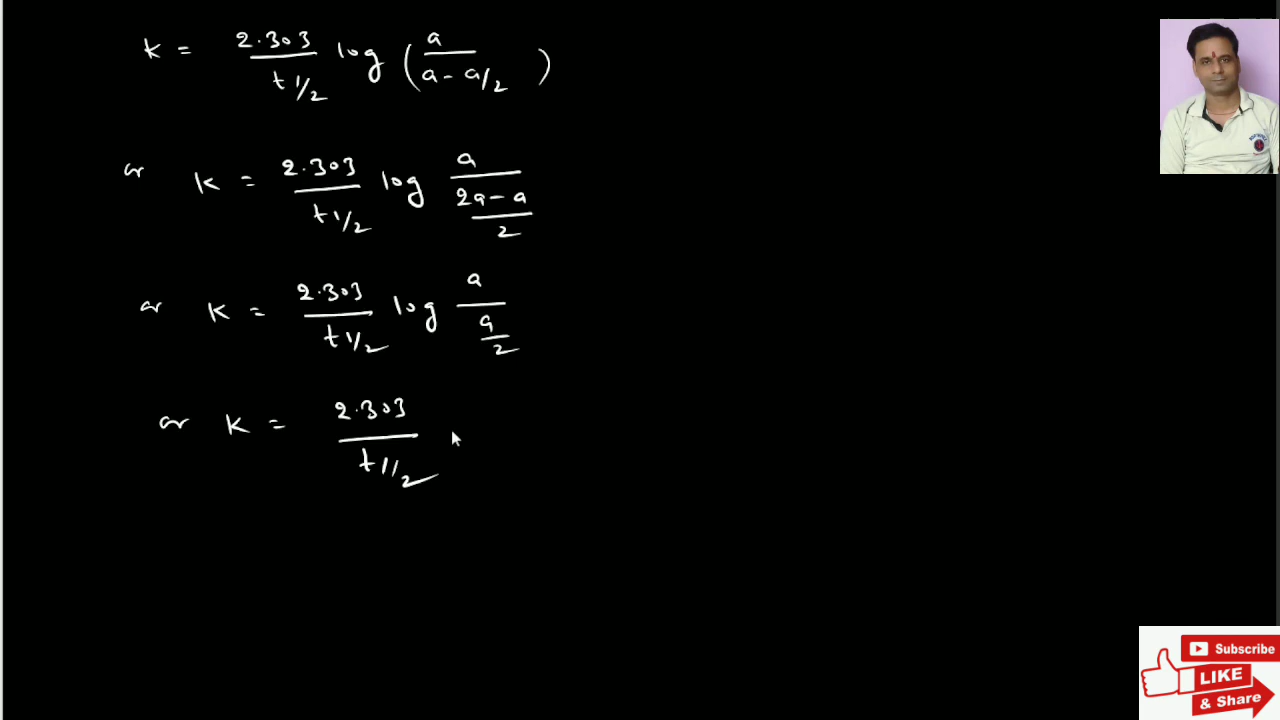 k = 2.303 / t1/2 log (a / a - a/2)
or k = 2.303 / t1/2 log a / 2a - a / 2
or k = 2.303 / t1/2 log a / a / 2
or k = 2.303 / t1/2
Subscribe
LIKE
& Share